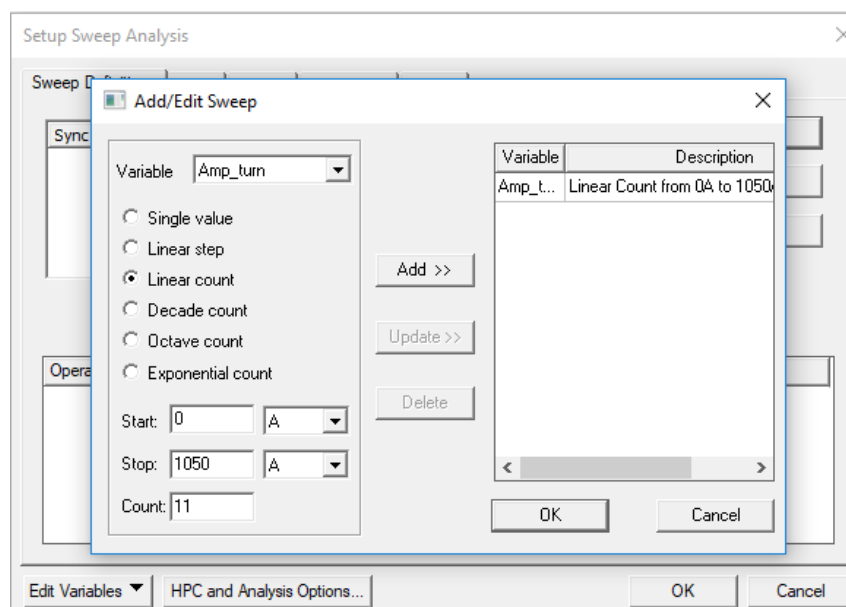 Setup Sweep Analysis
Sweep D
Add/Edit Sweep
Sync
Variable Amp_turn
Single value
Linear step
Linear count
Decade count
Octave count
Exponential count
Start: 0 A
Stop: 1050 A
Count: 11
Add >>
Update >>
Delete
Variable Description
Amp_t... Linear Count from 0A to 1050
OK Cancel
Opera
Edit Variables HPC and Analysis Options... OK Cancel